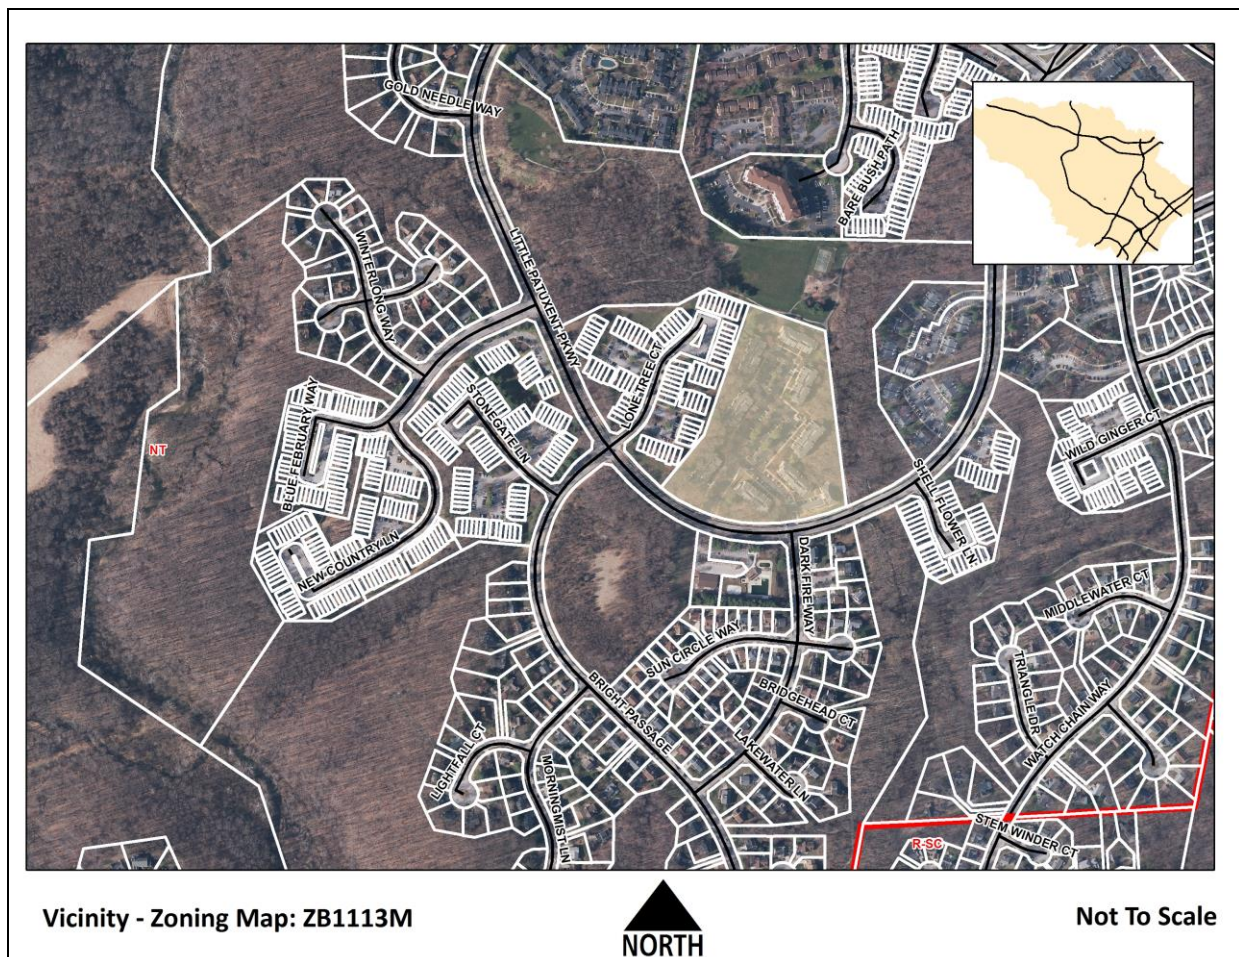 GOLD NEEDLE WAY
BARE BUSH PATH
WINTERLONG WAY
LITTLE PATUXENT PKWY
LONE TREE CT
STONEGATE LN
BLUE FEBRUARY WAY
NT
WILD GINGER CT
SHELL FLOWER LN
NEW COUNTRY LN
DARK FIRE WAY
MIDDLEWATER CT
SUN CIRCLE WAY
TRIANGLE DR
BRIDGEHEAD CT
BRIGHT PASSAGE
WATCH CHAIN WAY
LIGHTFALL CT
LAKEWATER LN
MORNINGMIST LN
STEM WINDER CT
R-SC
Vicinity - Zoning Map: ZB1113M
NORTH
Not To Scale